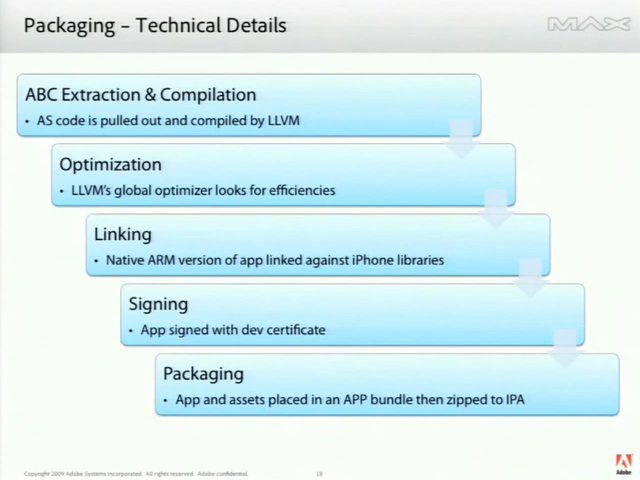 Packaging – Technical Details
MAX
ABC Extraction & Compilation
• AS code is pulled out and compiled by LLVM
Optimization
• LLVM's global optimizer looks for efficiencies
Linking
• Native ARM version of app linked against iPhone libraries
Signing
• App signed with dev certificate
Packaging
• App and assets placed in an APP bundle then zipped to IPA
Copyright 2009 Adobe Systems Incorporated. All rights reserved. Adobe confidential.
Adobe